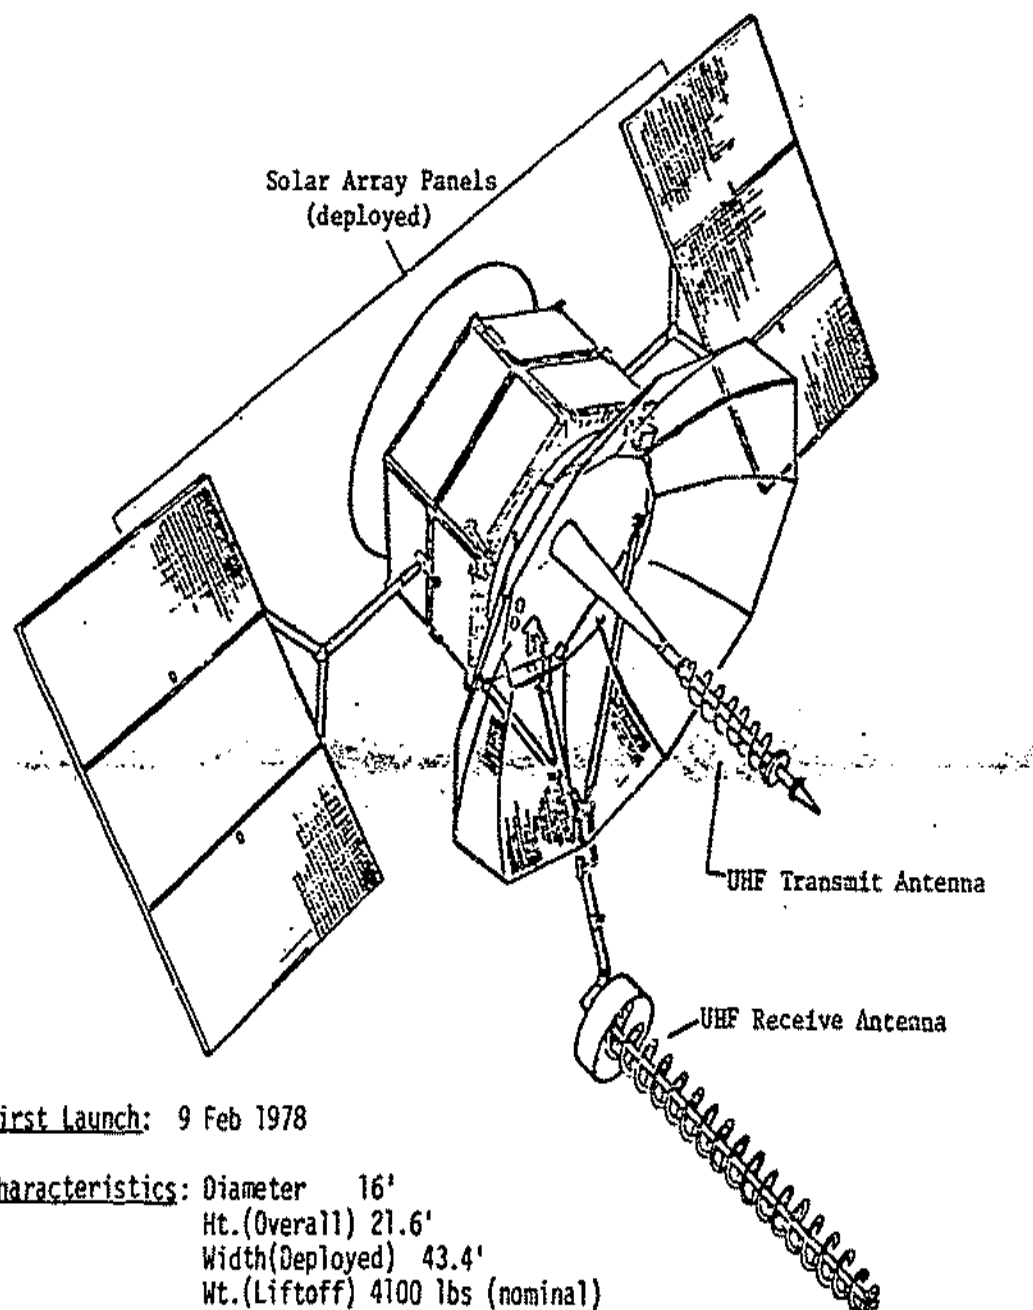 Solar Array Panels
(deployed)
UHF Transmit Antenna
UHF Receive Antenna
irst Launch: 9 Feb 1978
haracteristics: Diameter 16'
Ht.(Overall) 21.6'
Width(Deployed) 43.4'
Wt.(Liftoff) 4100 lbs (nominal)